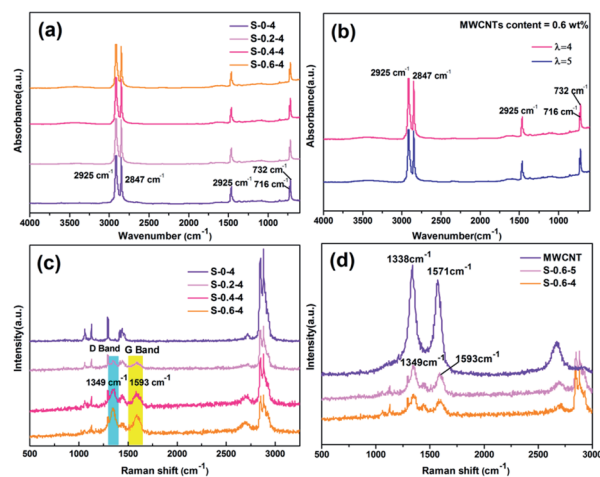 (a)
S-0-4
S-0.2-4
S-0.4-4
S-0.6-4
2925 cm-1
2847 cm-1
2925 cm-1
732 cm-1
716 cm-1
Absorbance(a.u.)
4000 3500 3000 2500 2000 1500 1000
Wavenumber (cm-1)
(b)
MWCNTs content = 0.6 wt%
λ=4
λ=5
2925 cm-1
2847 cm-1
2925 cm-1
732 cm-1
716 cm-1
Absorbance(a.u.)
4000 3500 3000 2500 2000 1500 1000
Wavenumber(cm-1)
(c)
S-0-4
S-0.2-4
S-0.4-4
S-0.6-4
D Band
G Band
1349 cm-1
1593 cm-1
Intensity(a.u.)
500 1000 1500 2000 2500 3000
Raman shift (cm-1)
(d)
MWCNT
S-0.6-5
S-0.6-4
1338cm-1
1571cm-1
1349cm-1
1593cm-1
Intensity(a.u.)
500 1000 1500 2000 2500 3000
Raman shift (cm-1)